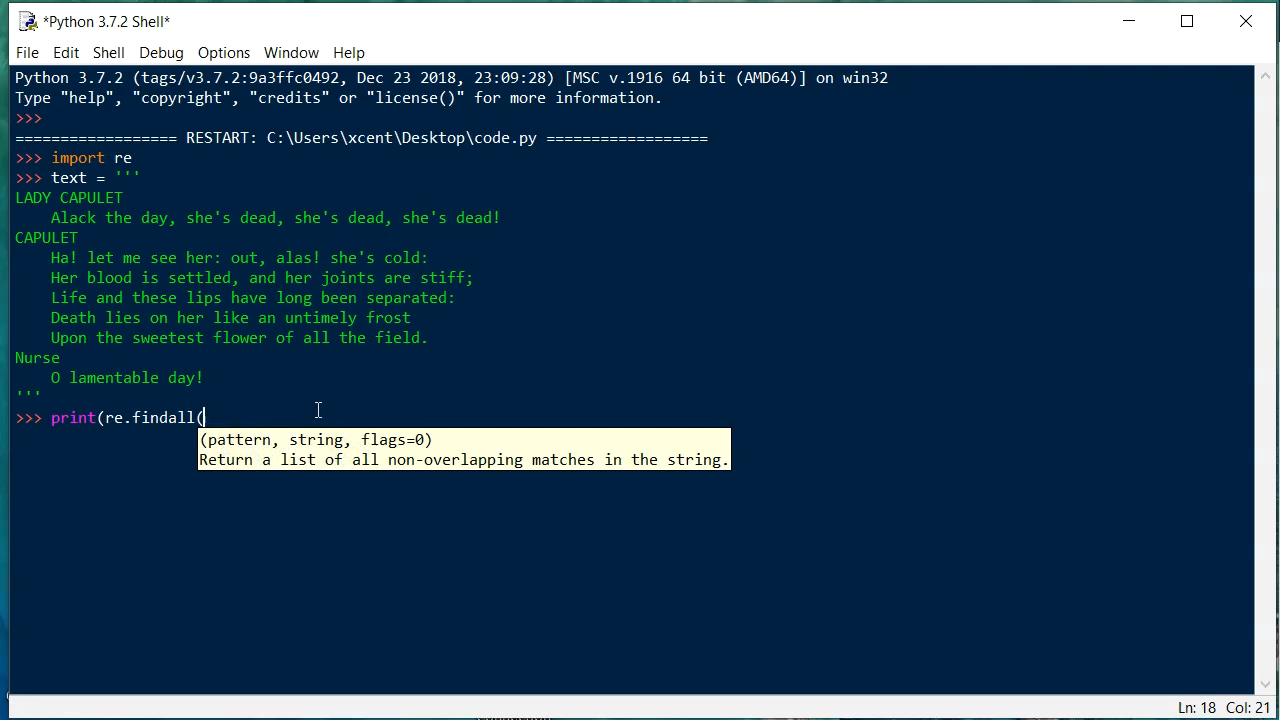 *Python 3.7.2 Shell*
File Edit Shell Debug Options Window Help
Python 3.7.2 (tags/v3.7.2:9a3ffc0492, Dec 23 2018, 23:09:28) [MSC v.1916 64 bit (AMD64)] on win32
Type "help", "copyright", "credits" or "license()" for more information.
>>>
================== RESTART: C:\Users\xcent\Desktop\code.py ==================
>>> import re
>>> text = '''
LADY CAPULET
    Alack the day, she's dead, she's dead, she's dead!
CAPULET
    Ha! let me see her: out, alas! she's cold:
    Her blood is settled, and her joints are stiff;
    Life and these lips have long been separated:
    Death lies on her like an untimely frost
    Upon the sweetest flower of all the field.
Nurse
    O lamentable day!
'''
>>> print(re.findall(
(pattern, string, flags=0)
Return a list of all non-overlapping matches in the string.
Ln: 18 Col: 21